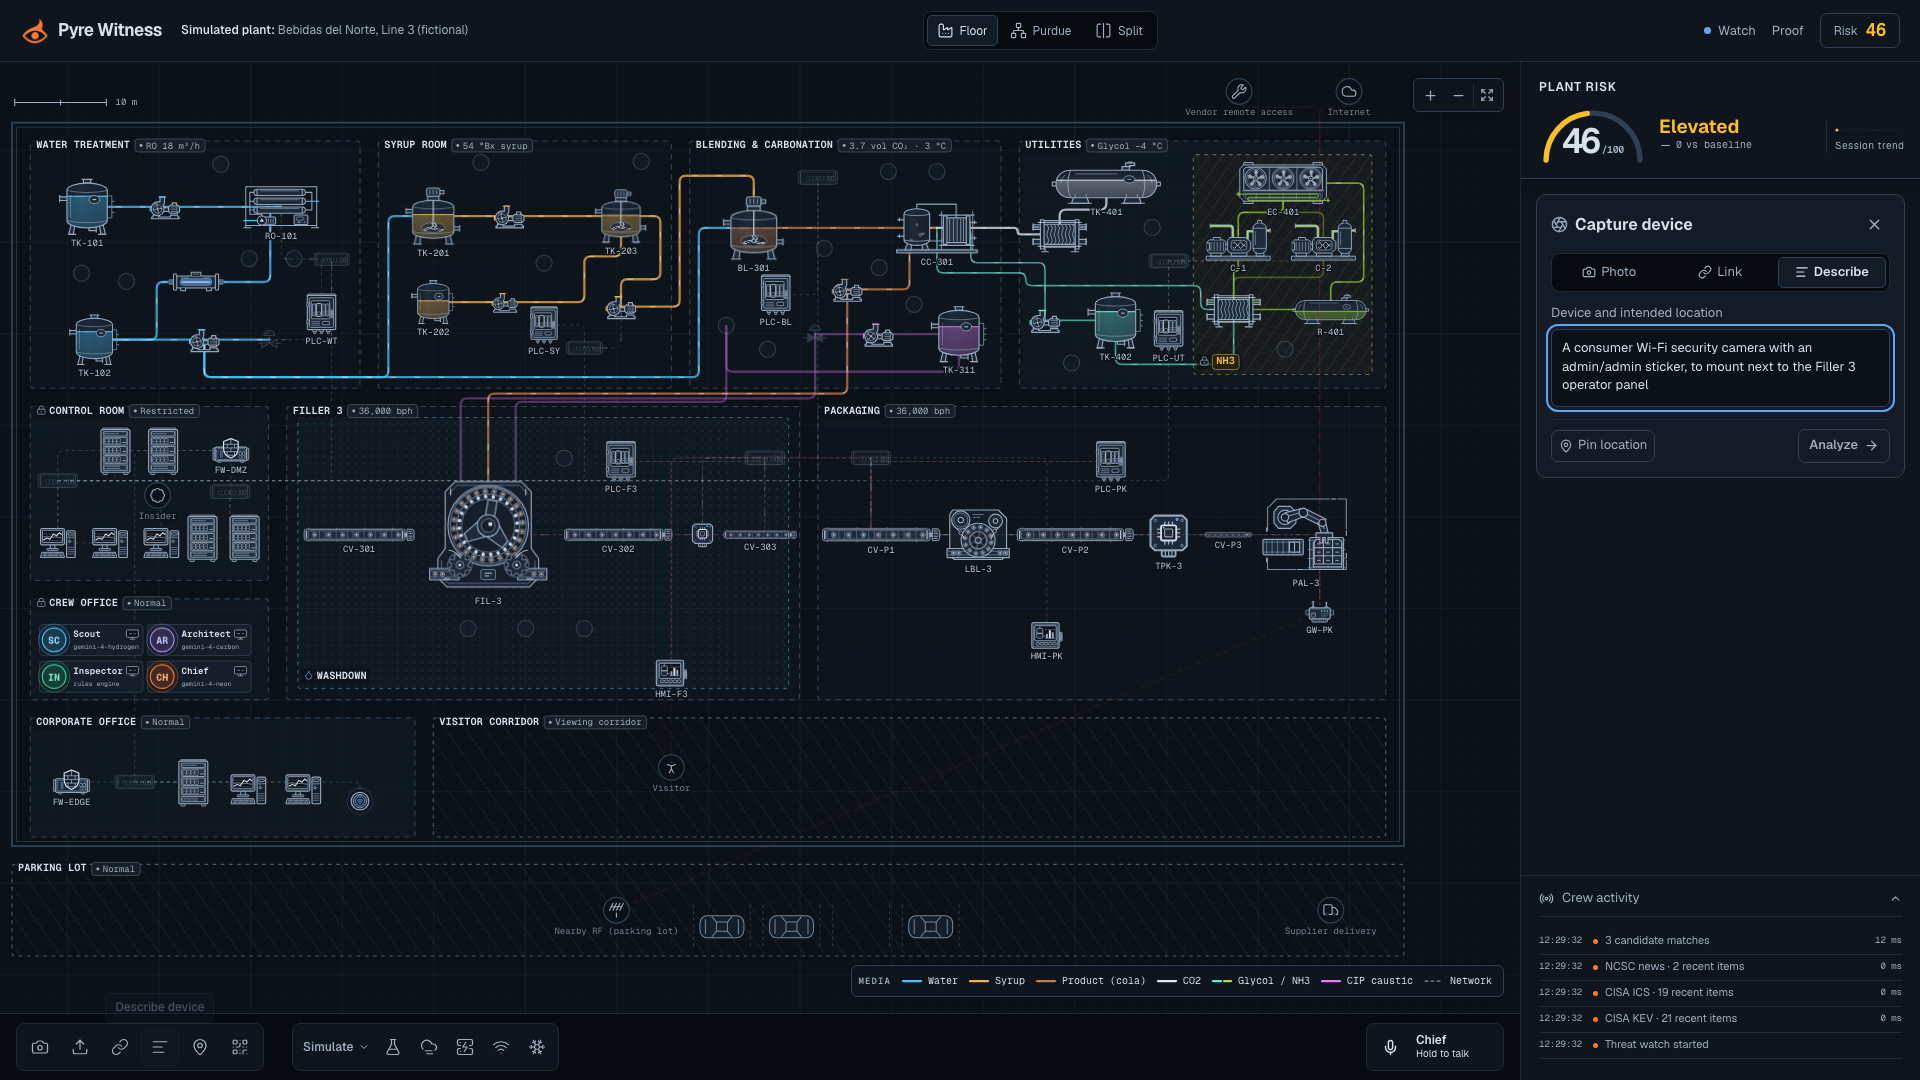 Pyre Witness
Simulated plant: Bebidas del Norte, Line 3 (fictional)
Floor
Purdue
Split
Watch
Proof
Risk 46
10 m
Vendor remote access
Internet
WATER TREATMENT
RO 18 m³/h
SYRUP ROOM
54 °Bx syrup
BLENDING & CARBONATION
3.7 vol CO₂ · 3 °C
UTILITIES
Glycol −4 °C
TK-101
RO-101
TK-102
PLC-WT
TK-201
TK-203
TK-202
PLC-SY
BL-301
CC-301
PLC-BL
TK-311
TK-401
EC-401
C-1
C-2
R-401
TK-402
PLC-UT
NH3
CONTROL ROOM
Restricted
FW-DMZ
Insider
FILLER 3
36,000 bph
PLC-F3
CV-301
FIL-3
CV-302
CV-303
WASHDOWN
HMI-F3
PACKAGING
36,000 bph
PLC-PK
CV-P1
LBL-3
CV-P2
TPK-3
CV-P3
PAL-3
GW-PK
HMI-PK
CREW OFFICE
Normal
SC
Scout
gemini-4-hydrogen
AR
Architect
gemini-4-carbon
IN
Inspector
rules engine
CH
Chief
gemini-4-neon
CORPORATE OFFICE
Normal
FW-EDGE
VISITOR CORRIDOR
Viewing corridor
Visitor
PARKING LOT
Normal
Nearby RF (parking lot)
Supplier delivery
MEDIA
Water
Syrup
Product (cola)
CO2
Glycol / NH3
CIP caustic
Network
Describe device
Simulate
Chief
Hold to talk
PLANT RISK
46/100
Elevated
— 0 vs baseline
Session trend
Capture device
Photo
Link
Describe
Device and intended location
A consumer Wi-Fi security camera with an
admin/admin sticker, to mount next to the Filler 3
operator panel
Pin location
Analyze
Crew activity
12:29:32 3 candidate matches 12 ms
12:29:32 NCSC news · 2 recent items 0 ms
12:29:32 CISA ICS · 19 recent items 0 ms
12:29:32 CISA KEV · 21 recent items 0 ms
12:29:32 Threat watch started